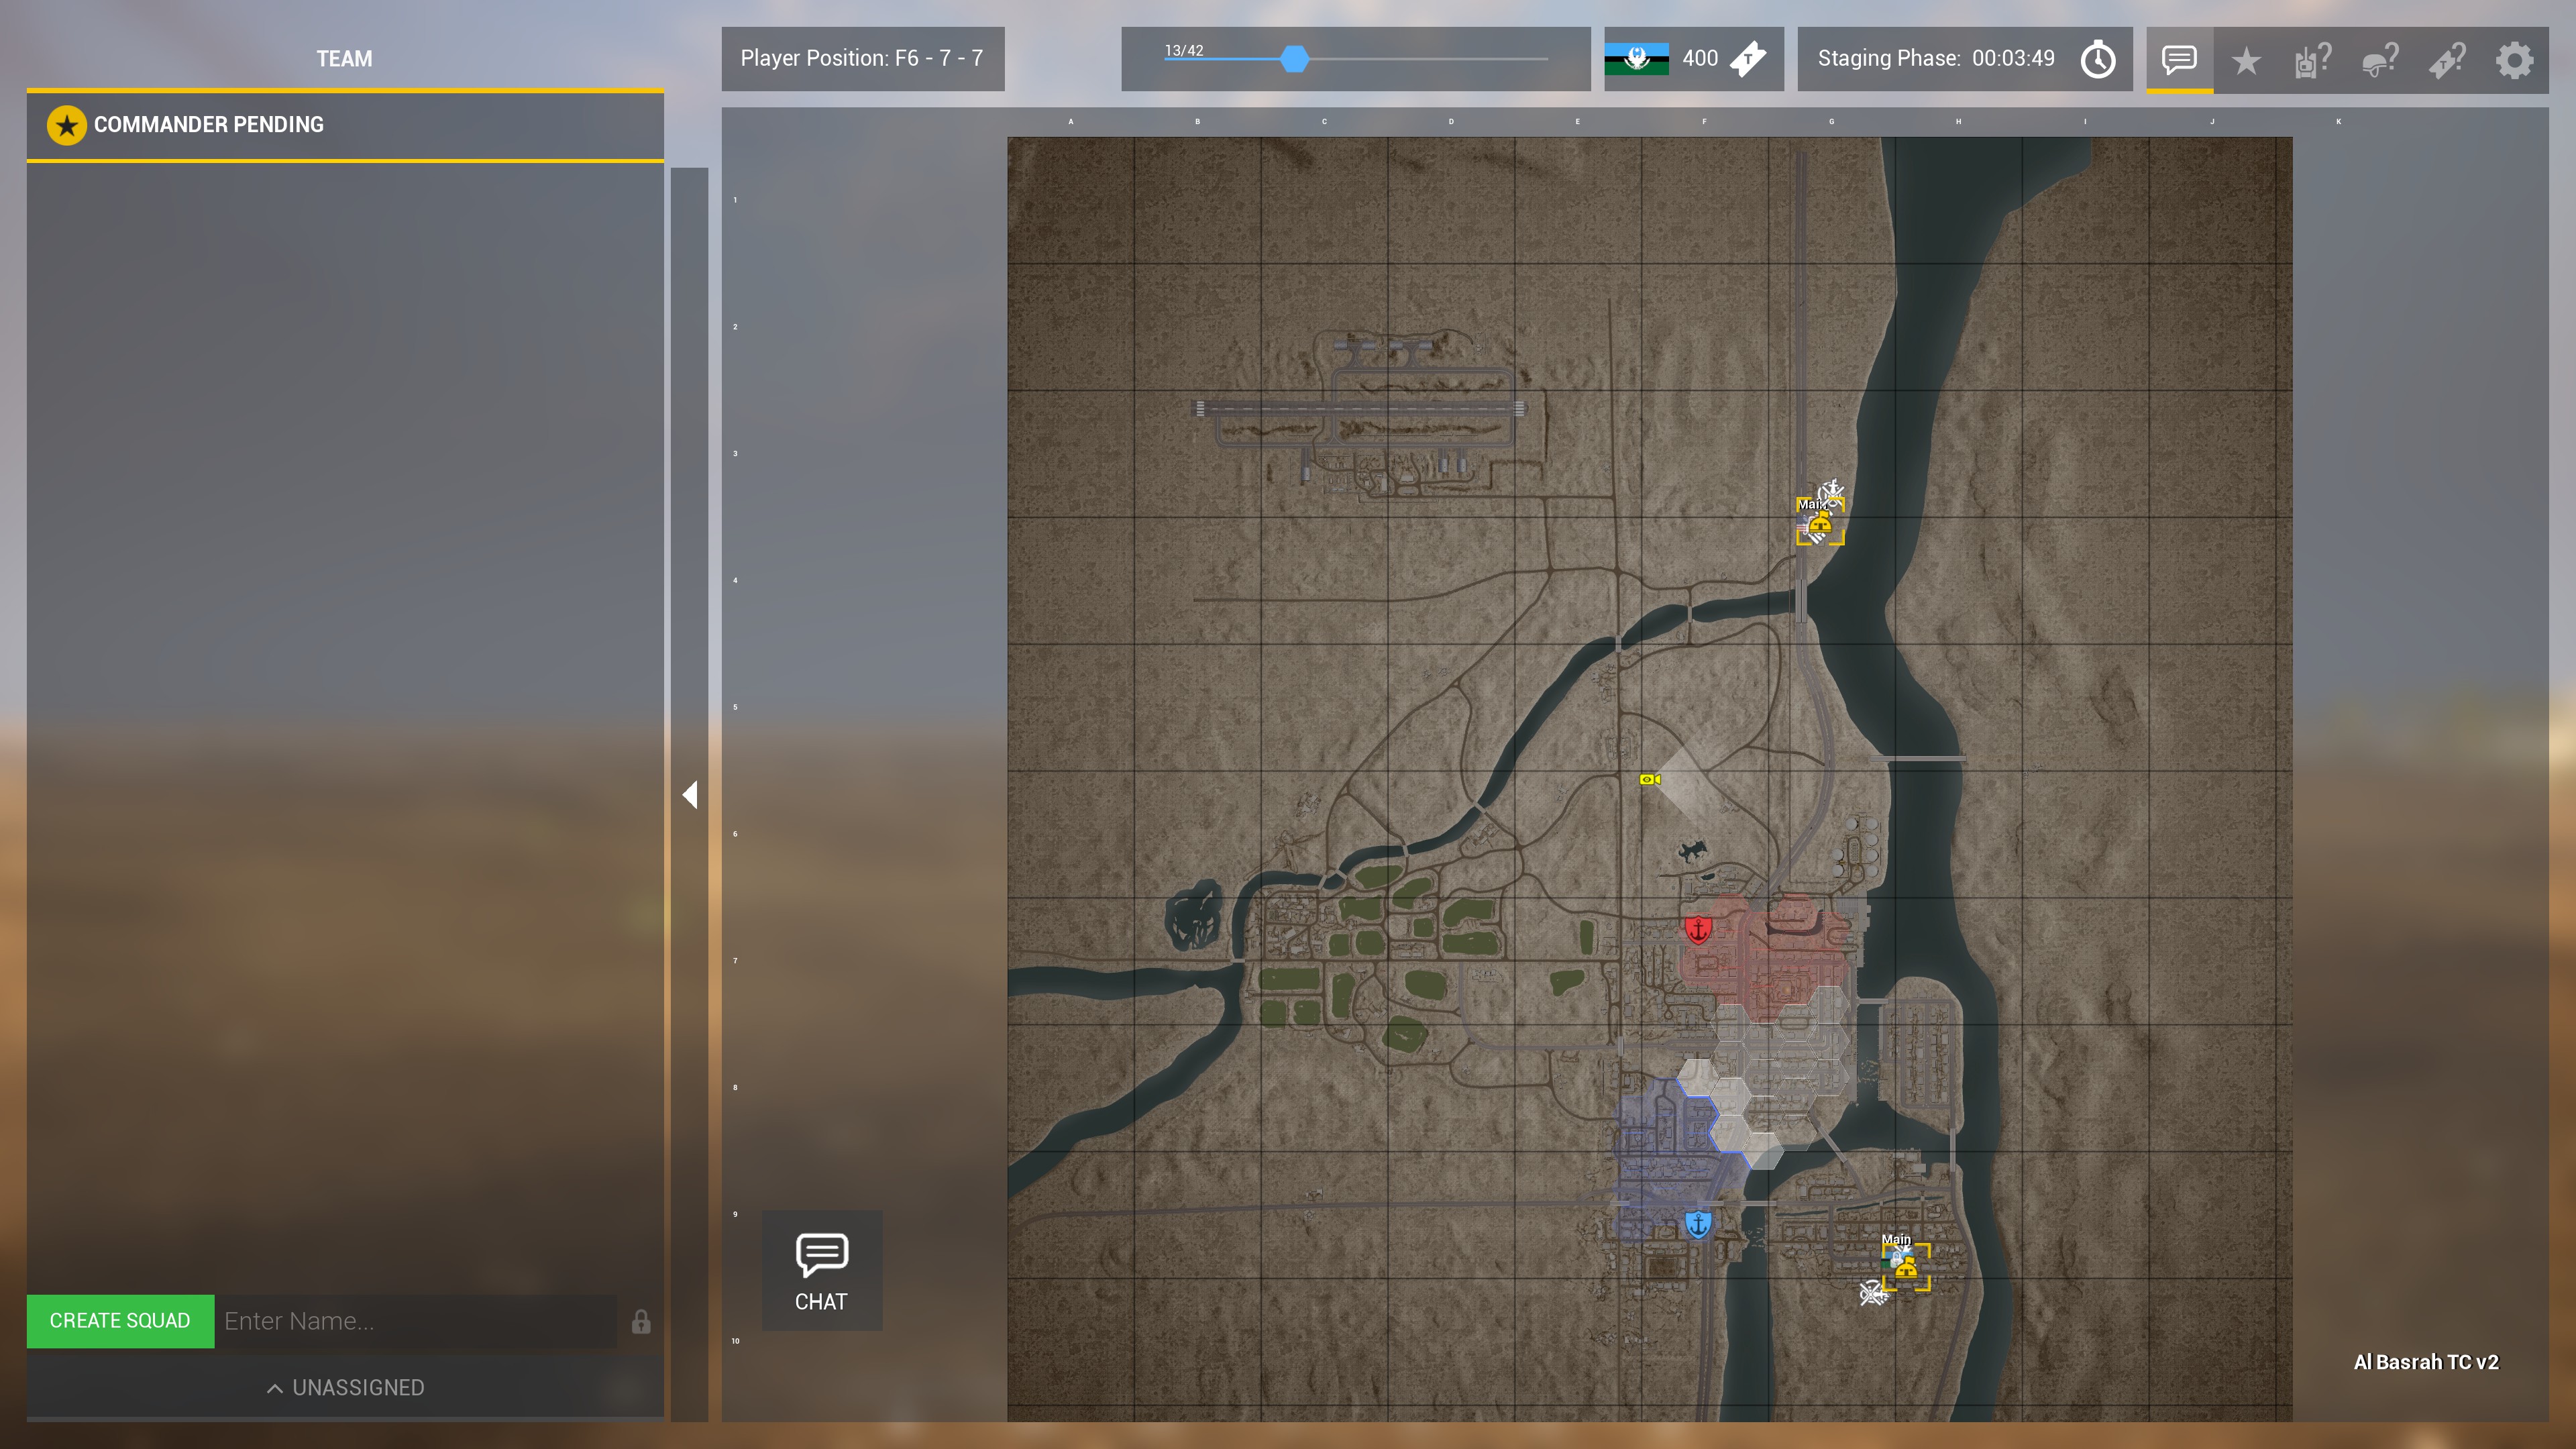 TEAM
Player Position: F6 - 7 - 7
13/42
400
T
Staging Phase: 00:03:49
COMMANDER PENDING
A B C D E F G H I J K
1
2
3
Main
4
5
6
7
8
9
Main
10
CHAT
CREATE SQUAD Enter Name...
UNASSIGNED
Al Basrah TC v2